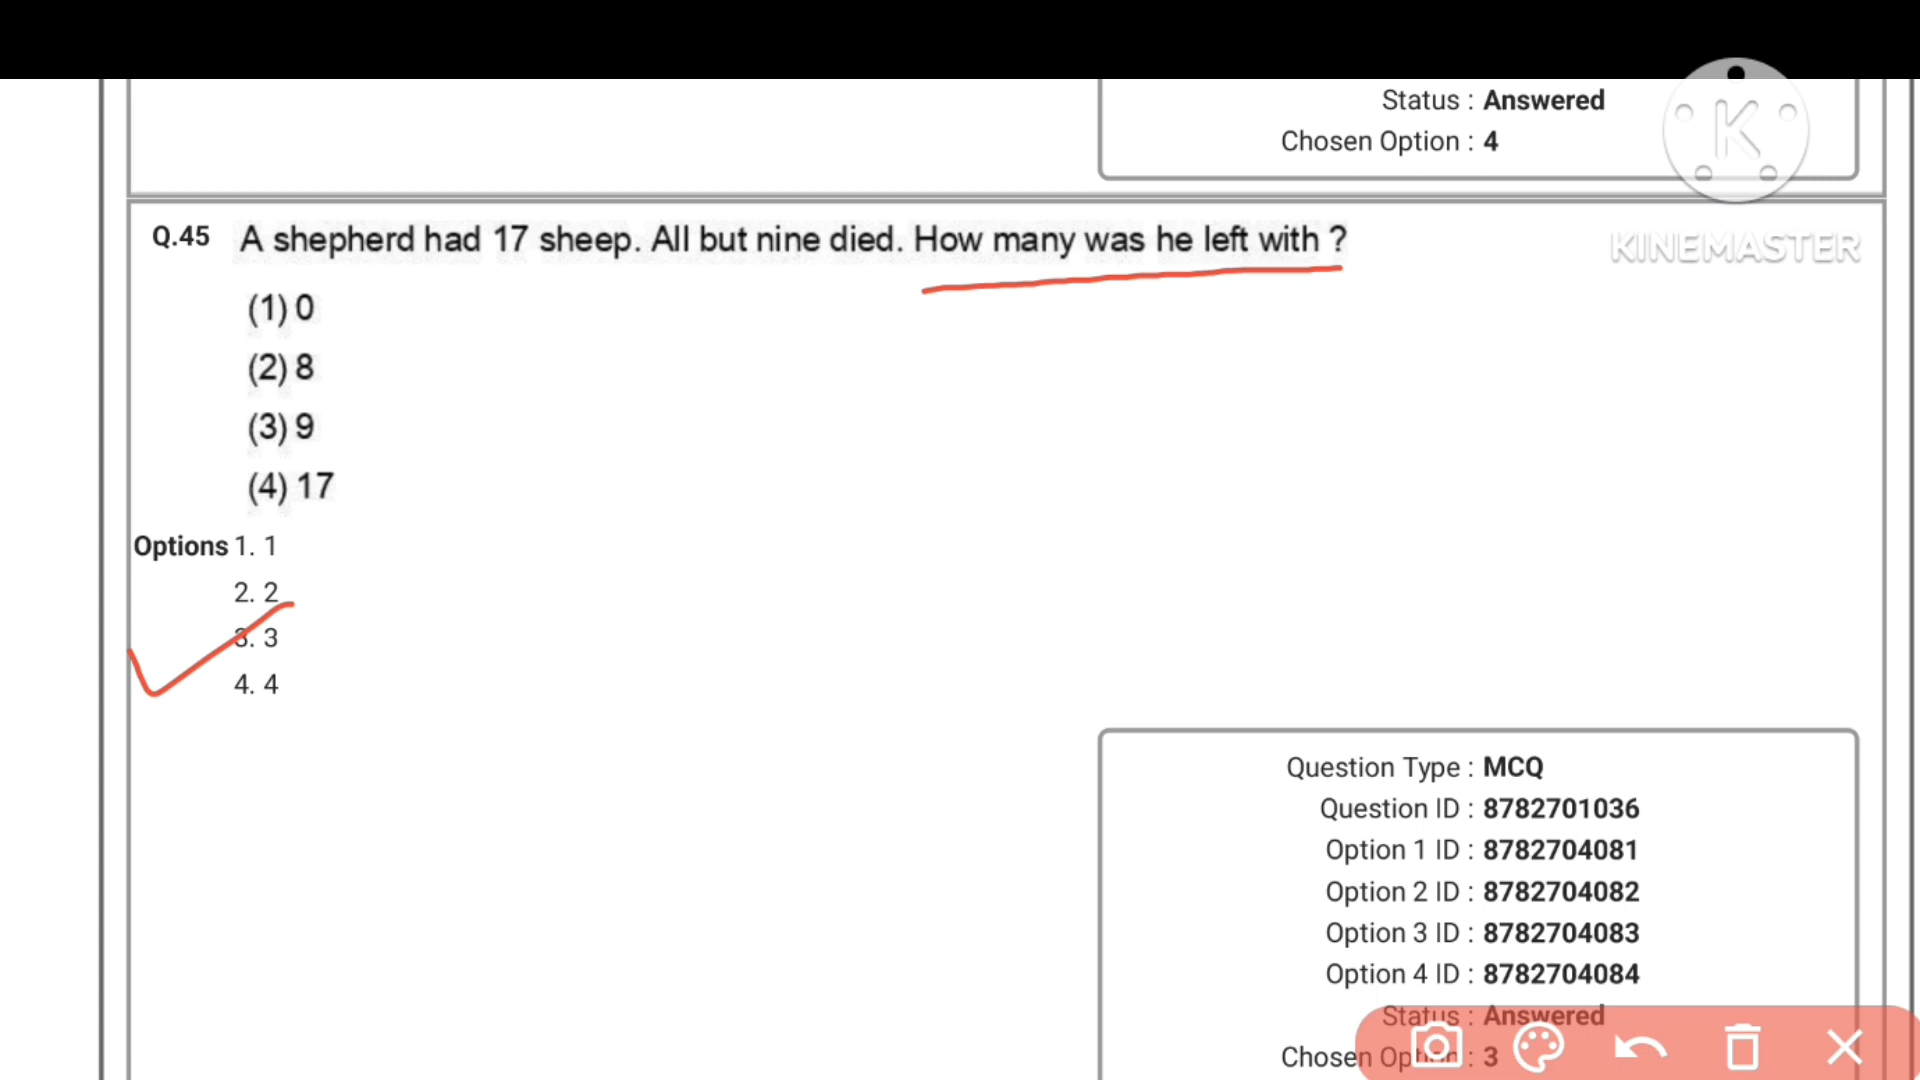 Status : Answered
Chosen Option : 4
K
KINEMASTER
Q.45 A shepherd had 17 sheep. All but nine died. How many was he left with ?
(1) 0
(2) 8
(3) 9
(4) 17
Options 1. 1
2. 2
3. 3
4. 4
Question Type : MCQ
Question ID : 8782701036
Option 1 ID : 8782704081
Option 2 ID : 8782704082
Option 3 ID : 8782704083
Option 4 ID : 8782704084
Status : Answered
Chosen Option : 3